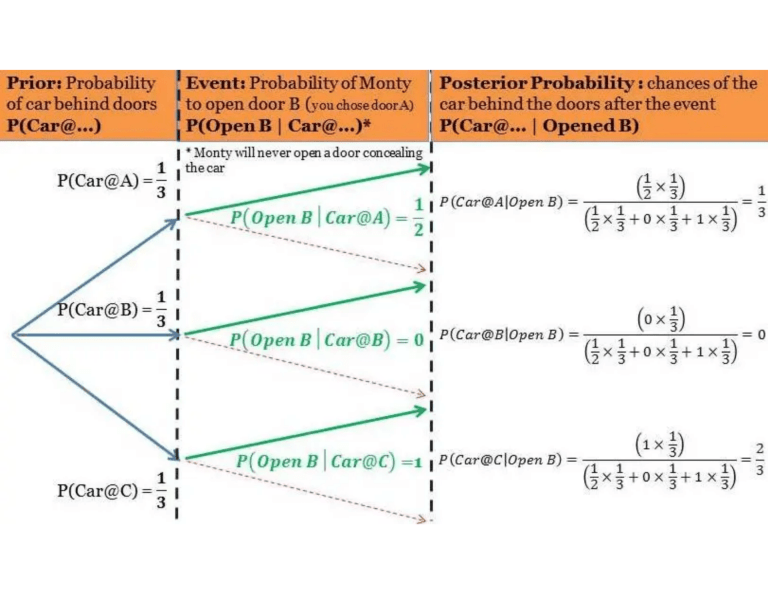 Prior: Probability
of car behind doors
P(Car@...)
Event: Probability of Monty
to open door B (you chose door A)
P(Open B | Car@...)*
Posterior Probability : chances of the
car behind the doors after the event
P(Car@... | Opened B)
* Monty will never open a door concealing
the car
P(Car@A) = 1/3
P(Open B | Car@A) = 1/2
P(Car@A|Open B) = (1/2 × 1/3) / (1/2 × 1/3 + 0 × 1/3 + 1 × 1/3) = 1/3
P(Car@B) = 1/3
P(Open B | Car@B) = 0
P(Car@B|Open B) = (0 × 1/3) / (1/2 × 1/3 + 0 × 1/3 + 1 × 1/3) = 0
P(Open B | Car@C) = 1
P(Car@C|Open B) = (1 × 1/3) / (1/2 × 1/3 + 0 × 1/3 + 1 × 1/3) = 2/3
P(Car@C) = 1/3